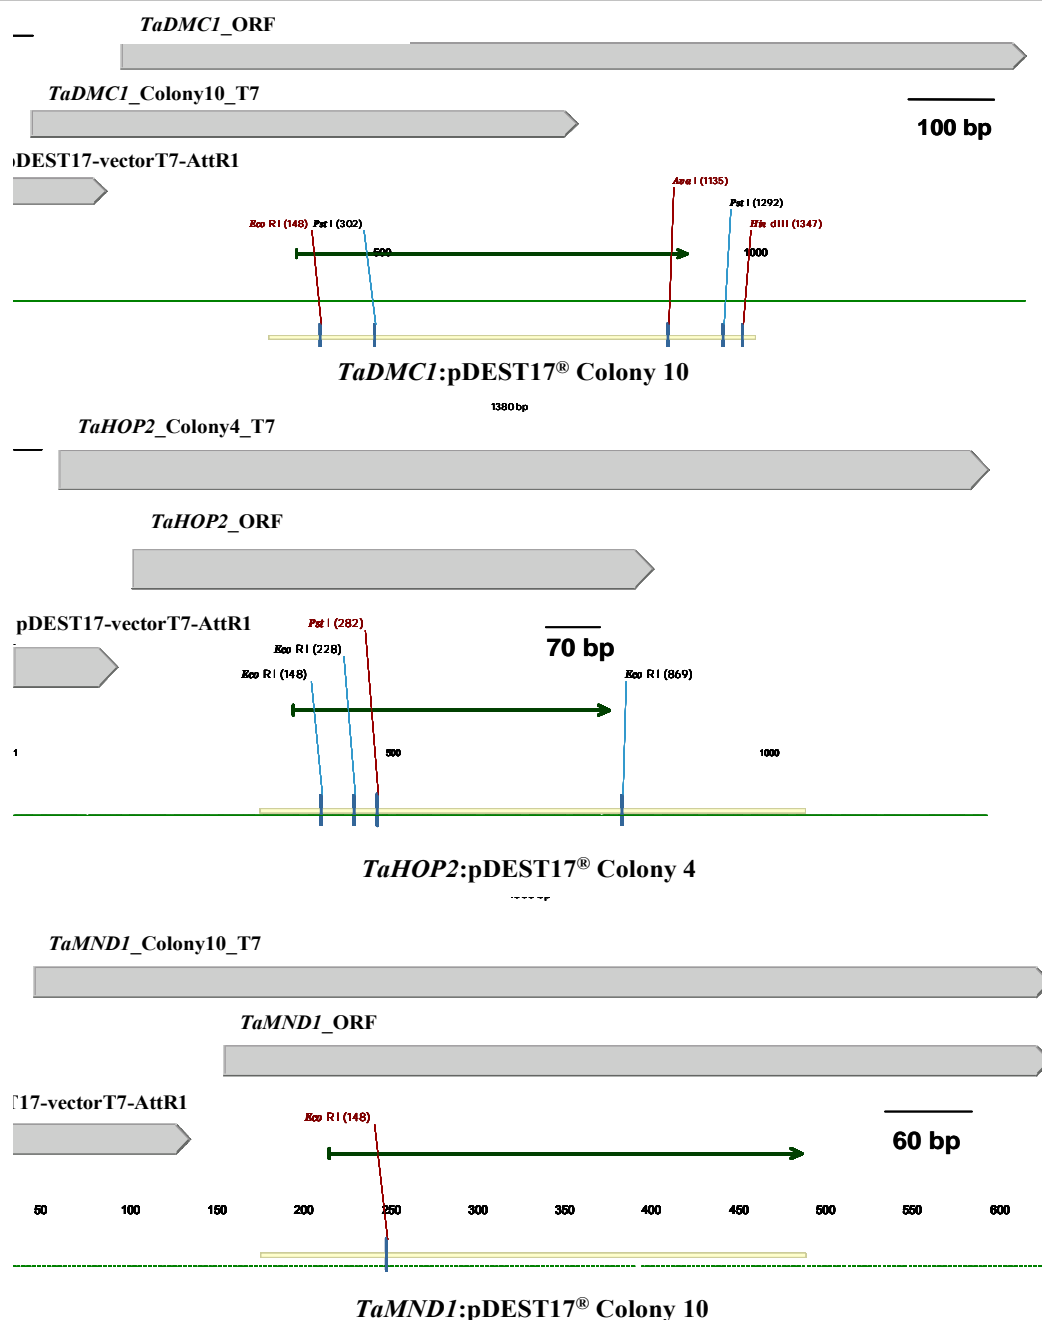 TaDMC1_ORF
TaDMC1_Colony10_T7
100 bp
pDEST17-vectorT7-AttR1
Ava I (1135)
Pst I (1292)
Eco RI (148) Pst I (302)
Hin dIII (1347)
500 1000
TaDMC1:pDEST17® Colony 10
1380 bp
TaHOP2_Colony4_T7
TaHOP2_ORF
pDEST17-vectorT7-AttR1
Pst I (282)
70 bp
Eco RI (228)
Eco RI (148)
Eco RI (869)
1 500 1000
TaHOP2:pDEST17® Colony 4
TaMND1_Colony10_T7
TaMND1_ORF
T17-vectorT7-AttR1
Eco RI (148)
60 bp
50 100 150 200 250 300 350 400 450 500 550 600
TaMND1:pDEST17® Colony 10